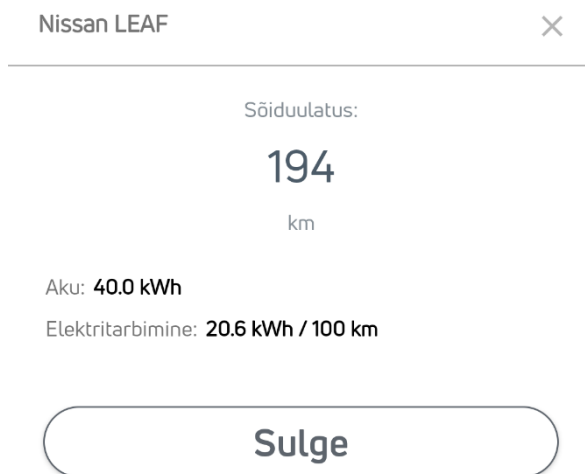 Nissan LEAF
Sõiduulatus:
194
km
Aku: 40.0 kWh
Elektritarbimine: 20.6 kWh / 100 km
Sulge